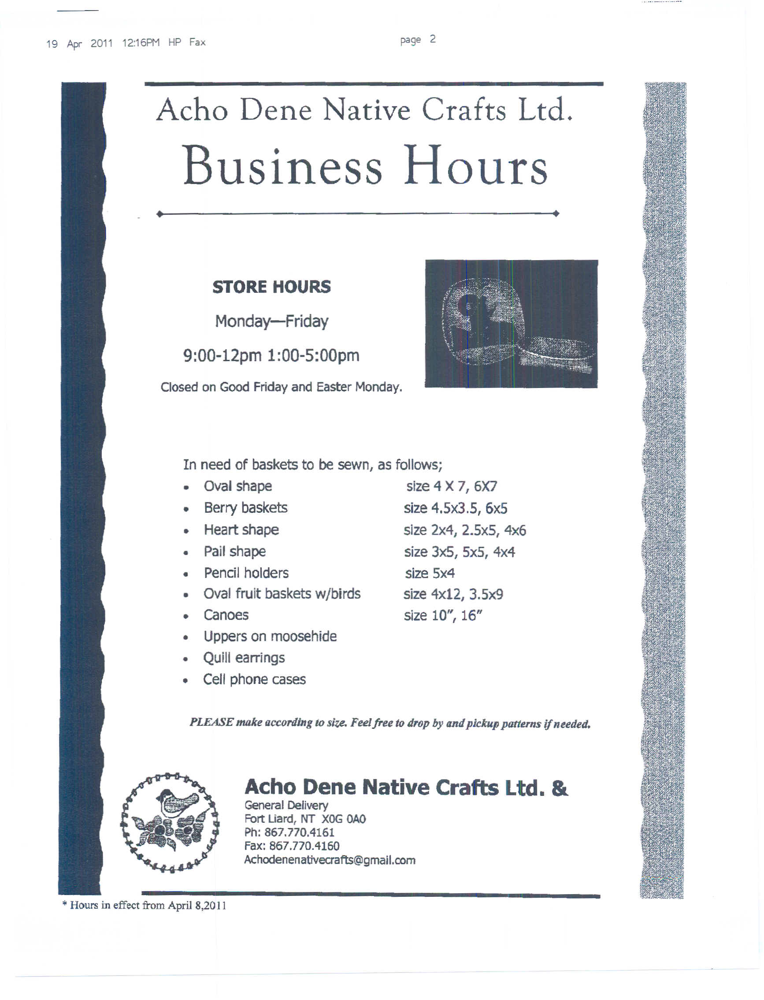 19 Apr 2011 12:16PM HP Fax page 2
Acho Dene Native Crafts Ltd.
Business Hours
STORE HOURS
Monday—Friday
9:00-12pm 1:00-5:00pm
Closed on Good Friday and Easter Monday.
In need of baskets to be sewn, as follows;
• Oval shape size 4 X 7, 6X7
• Berry baskets size 4.5x3.5, 6x5
• Heart shape size 2x4, 2.5x5, 4x6
• Pail shape size 3x5, 5x5, 4x4
• Pencil holders size 5x4
• Oval fruit baskets w/birds size 4x12, 3.5x9
• Canoes size 10”, 16”
• Uppers on moosehide
• Quill earrings
• Cell phone cases
PLEASE make according to size. Feel free to drop by and pickup patterns if needed.
Acho Dene Native Crafts Ltd. &
General Delivery
Fort Liard, NT X0G 0A0
Ph: 867.770.4161
Fax: 867.770.4160
Achodenenativecrafts@gmail.com
* Hours in effect from April 8,2011